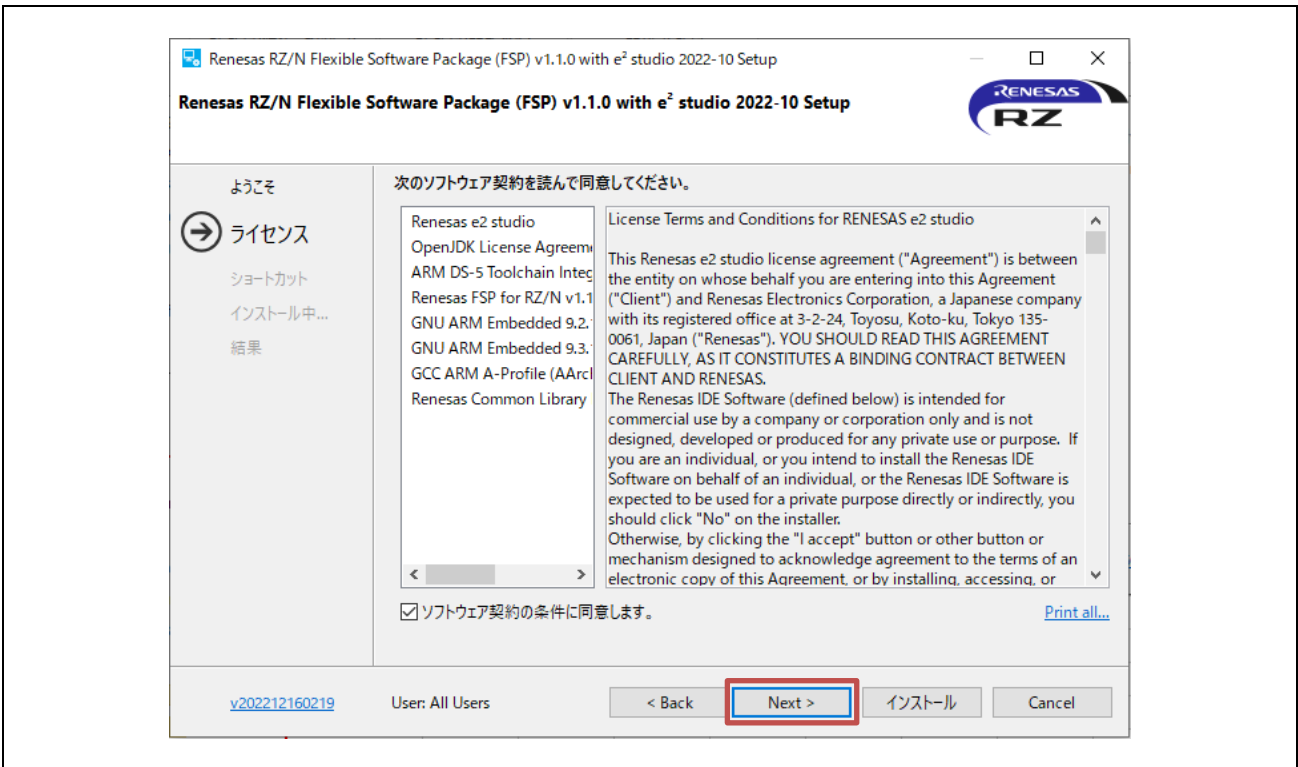 Renesas RZ/N Flexible Software Package (FSP) v1.1.0 with e² studio 2022-10 Setup
Renesas RZ/N Flexible Software Package (FSP) v1.1.0 with e² studio 2022-10 Setup
RENESAS
RZ
ようこそ
ライセンス
ショートカット
インストール中...
結果
次のソフトウェア契約を読んで同意してください。
Renesas e2 studio
OpenJDK License Agreem
ARM DS-5 Toolchain Integ
Renesas FSP for RZ/N v1.1
GNU ARM Embedded 9.2.
GNU ARM Embedded 9.3.
GCC ARM A-Profile (AArcl
Renesas Common Library
License Terms and Conditions for RENESAS e2 studio
This Renesas e2 studio license agreement ("Agreement") is between
the entity on whose behalf you are entering into this Agreement
("Client") and Renesas Electronics Corporation, a Japanese company
with its registered office at 3-2-24, Toyosu, Koto-ku, Tokyo 135-
0061, Japan ("Renesas"). YOU SHOULD READ THIS AGREEMENT
CAREFULLY, AS IT CONSTITUTES A BINDING CONTRACT BETWEEN
CLIENT AND RENESAS.
The Renesas IDE Software (defined below) is intended for
commercial use by a company or corporation only and is not
designed, developed or produced for any private use or purpose.  If
you are an individual, or you intend to install the Renesas IDE
Software on behalf of an individual, or the Renesas IDE Software is
expected to be used for a private purpose directly or indirectly, you
should click "No" on the installer.
Otherwise, by clicking the "I accept" button or other button or
mechanism designed to acknowledge agreement to the terms of an
electronic copy of this Agreement, or by installing, accessing, or
ソフトウェア契約の条件に同意します。
Print all...
v202212160219
User: All Users
< Back
Next >
インストール
Cancel